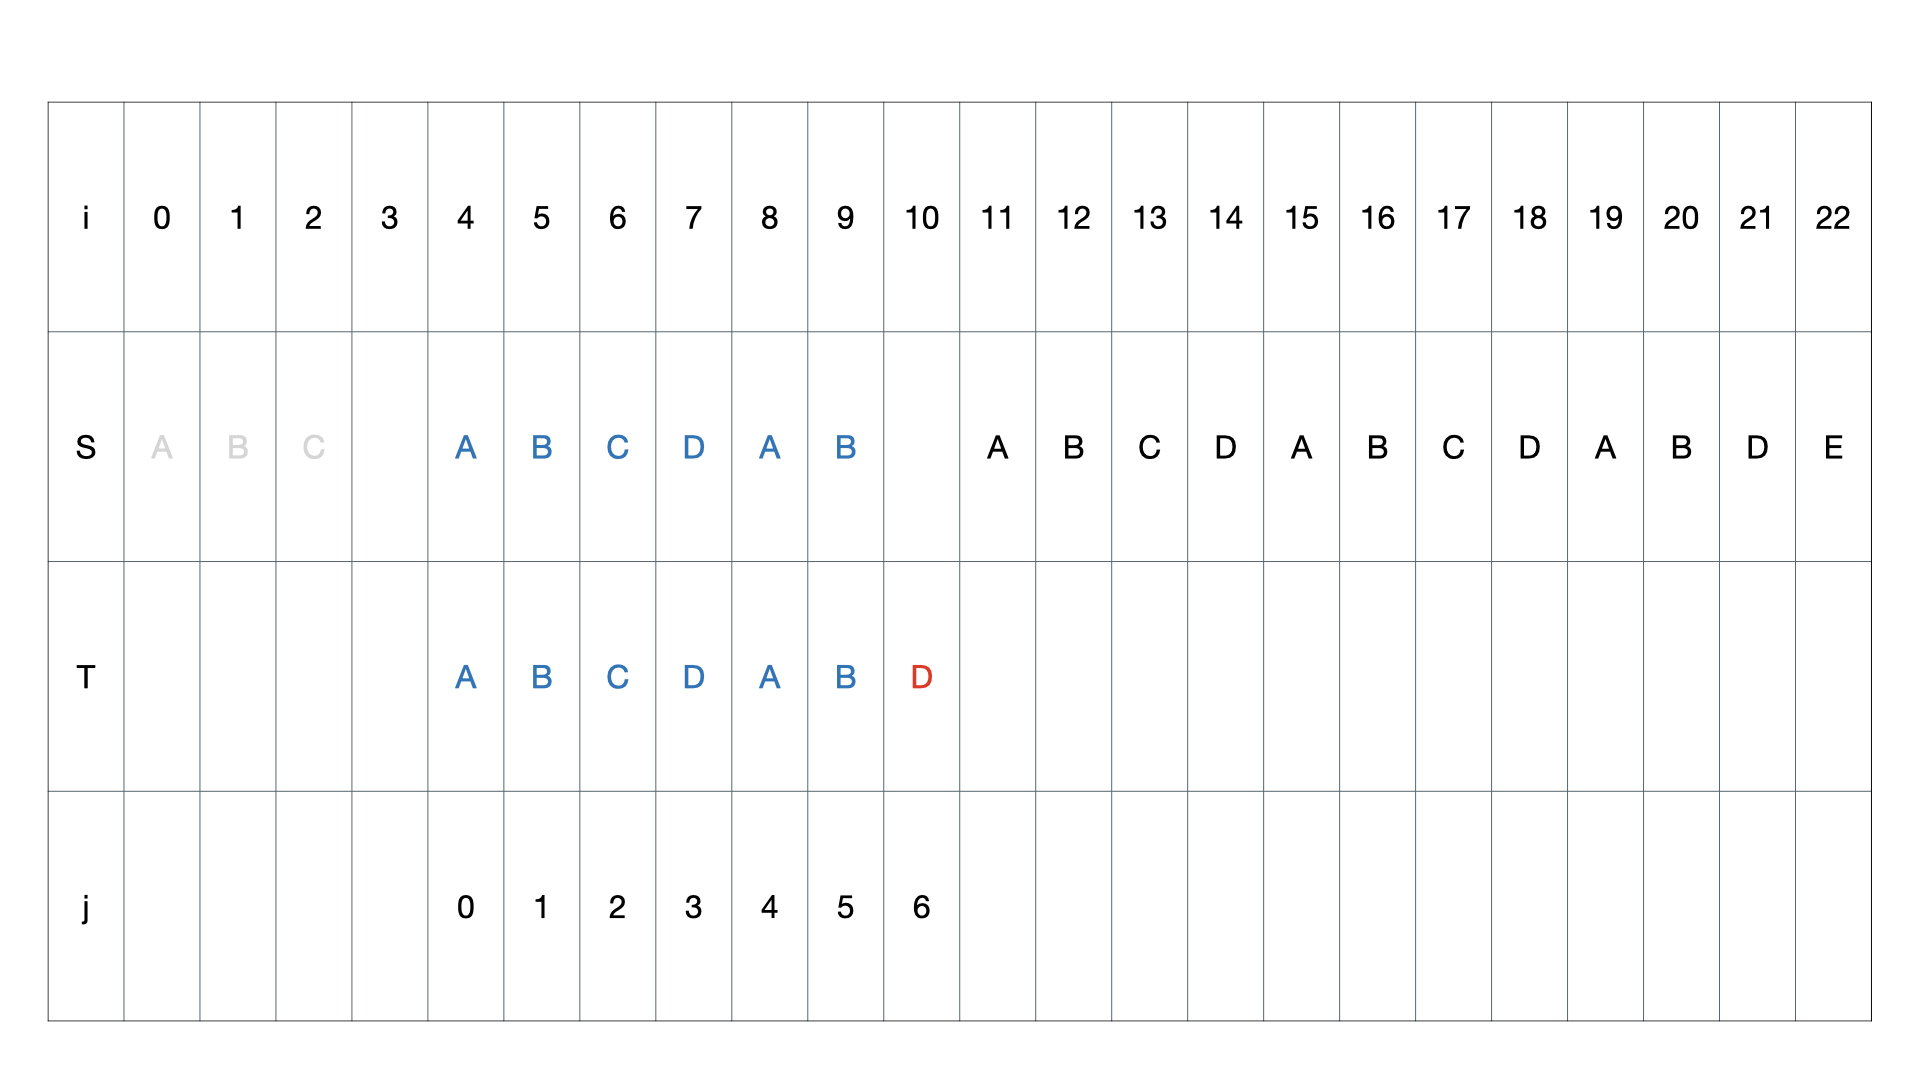 i 0 1 2 3 4 5 6 7 8 9 10 11 12 13 14 15 16 17 18 19 20 21 22
S A B C A B C D A B A B C D A B C D A B D E
T A B C D A B D
j 0 1 2 3 4 5 6